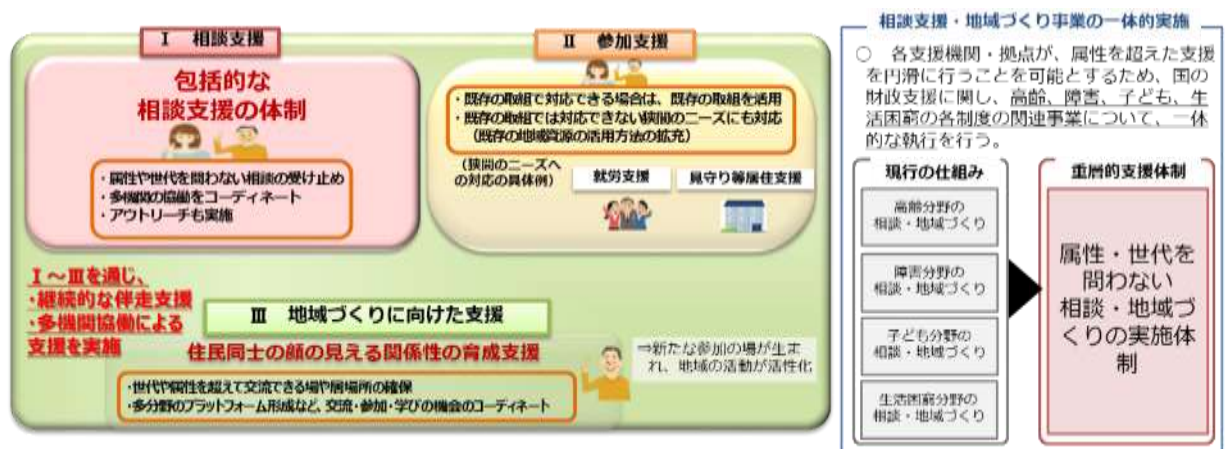 Ⅰ 相談支援
包括的な
相談支援の体制
・属性や世代を問わない相談の受け止め
・多機関の協働をコーディネート
・アウトリーチも実施
Ⅱ 参加支援
・既存の取組で対応できる場合は、既存の取組を活用
・既存の取組では対応できない狭間のニーズにも対応
(既存の地域資源の活用方法の拡充)
(狭間のニーズへ
の対応の具体例)
就労支援
見守り等居住支援
Ⅰ~Ⅲを通じ、
・継続的な伴走支援
・多機関協働による
支援を実施
Ⅲ 地域づくりに向けた支援
住民同士の顔の見える関係性の育成支援
・世代や属性を超えて交流できる場や居場所の確保
・多分野のプラットフォーム形成など、交流・参加・学びの機会のコーディネート
⇒新たな参加の場が生ま
れ、地域の活動が活性化
相談支援・地域づくり事業の一体的実施
○ 各支援機関・拠点が、属性を超えた支援
を円滑に行うことを可能とするため、国の
財政支援に関し、高齢、障害、子ども、生
活困窮の各制度の関連事業について、一体
的な執行を行う。
現行の仕組み
高齢分野の
相談・地域づくり
障害分野の
相談・地域づくり
子ども分野の
相談・地域づくり
生活困窮分野の
相談・地域づくり
重層的支援体制
属性・世代を
問わない
相談・地域づ
くりの実施体
制